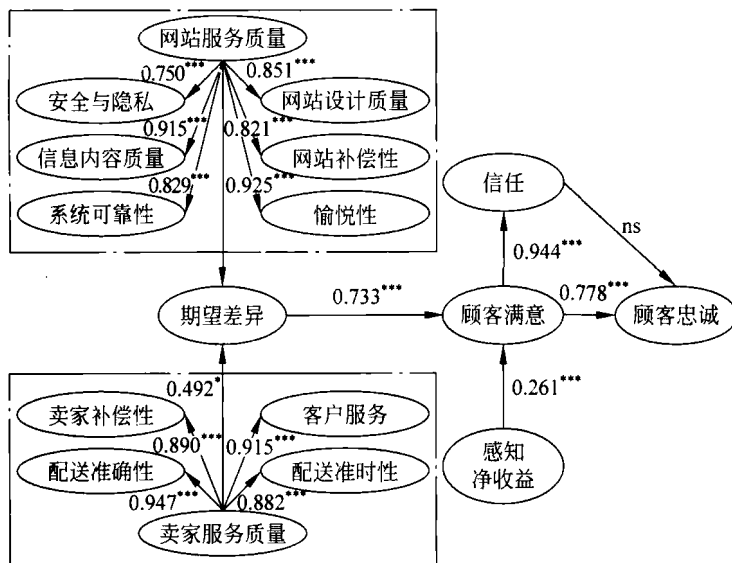 网站服务质量
0.750***
0.851***
安全与隐私
网站设计质量
0.915***
0.821***
信息内容质量
网站补偿性
0.829***
0.925***
系统可靠性
愉悦性
信任
ns
0.944***
期望差异
0.733***
顾客满意
0.778***
顾客忠诚
0.492*
0.261***
卖家补偿性
客户服务
0.890***
0.915***
配送准确性
配送准时性
感知
净收益
0.947***
0.882***
卖家服务质量